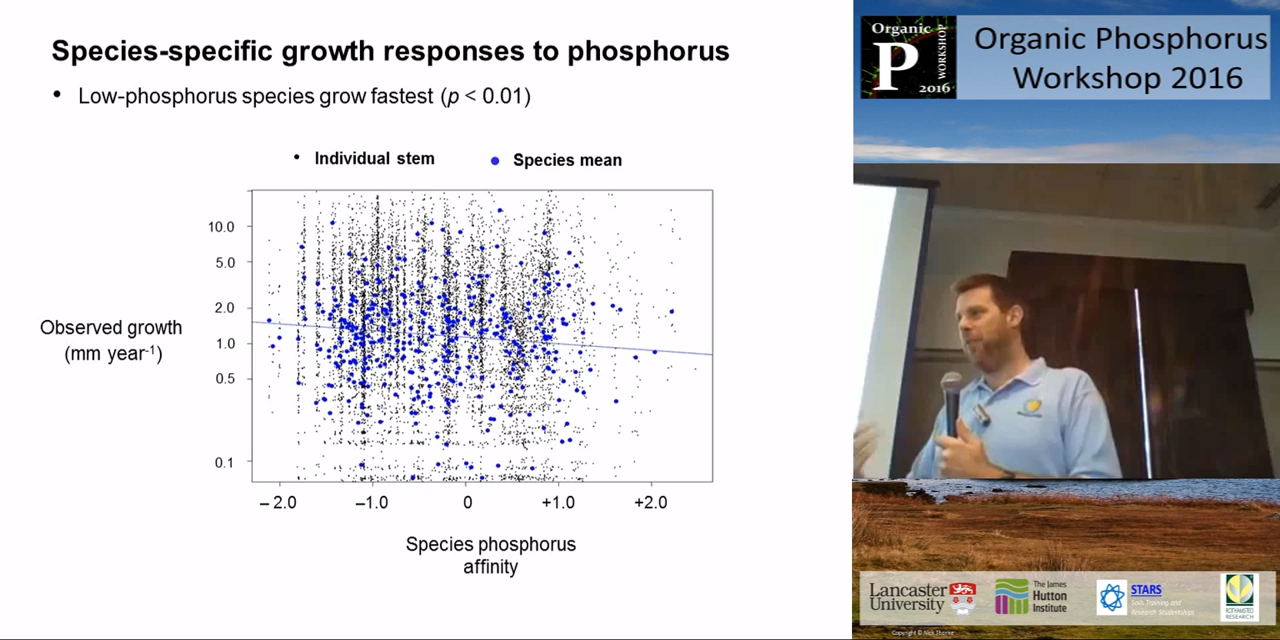 Species-specific growth responses to phosphorus
• Low-phosphorus species grow fastest (p < 0.01)
Individual stem
Species mean
10.0
5.0
2.0
1.0
0.5
0.1
Observed growth
(mm year-1)
– 2.0
–1.0
0
+1.0
+2.0
Species phosphorus
affinity
Organic
P
WORKSHOP
2016
Organic Phosphorus
Workshop 2016
Lancaster
University
The James
Hutton
Institute
STARS
Soils Training and
Research Studentships
ROTHAMSTED
RESEARCH